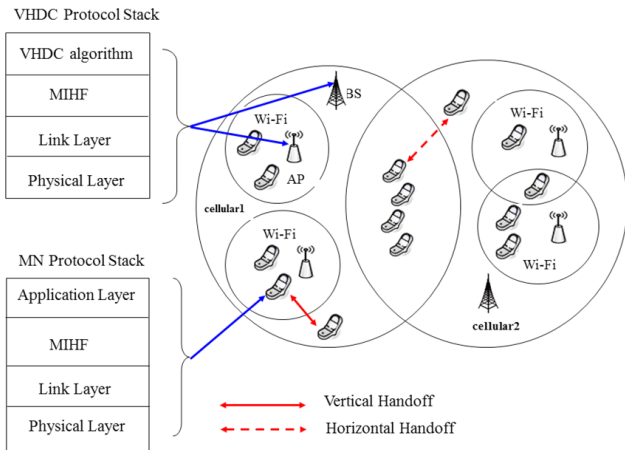 VHDC Protocol Stack
VHDC algorithm
MIHF
Link Layer
Physical Layer
BS
Wi-Fi
AP
cellular1
Wi-Fi
Wi-Fi
Wi-Fi
cellular2
MN Protocol Stack
Application Layer
MIHF
Link Layer
Physical Layer
Vertical Handoff
Horizontal Handoff